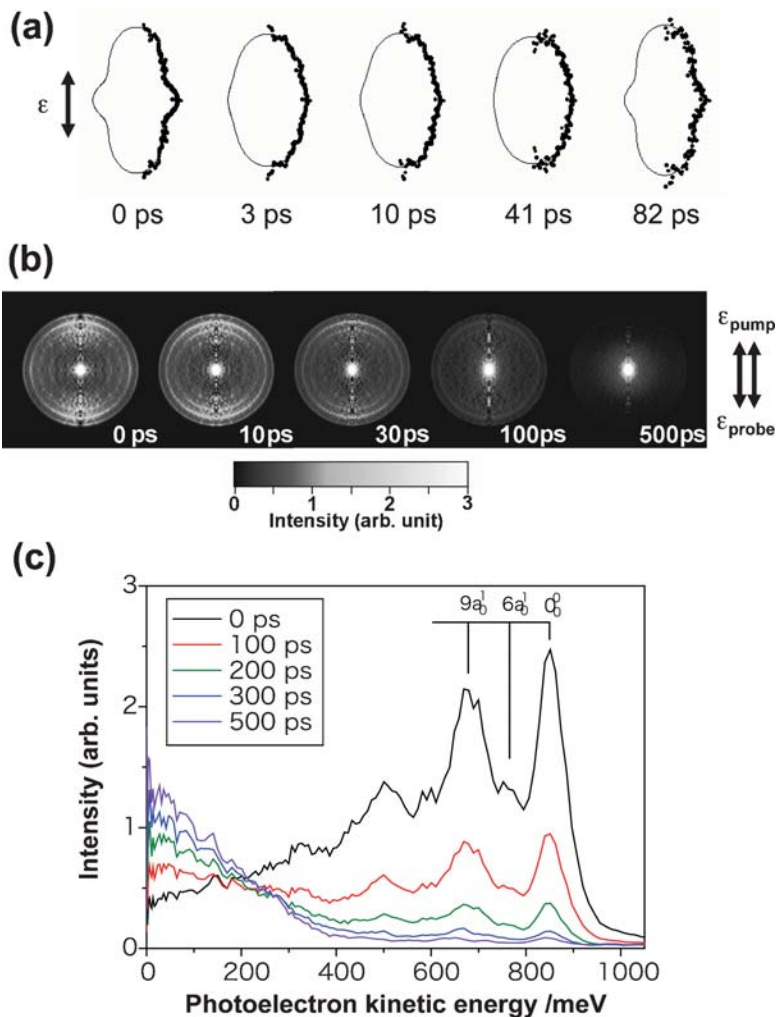 (a)
ε
0 ps 3 ps 10 ps 41 ps 82 ps
(b)
εpump
εprobe
0 ps 10ps 30ps 100ps 500ps
0 1 2 3
Intensity (arb. unit)
(c)
3
2
1
0
Intensity (arb. units)
0 ps
100 ps
200 ps
300 ps
500 ps
9a¹₀ 6a¹₀ 0⁰₀
0 200 400 600 800 1000
Photoelectron kinetic energy /meV